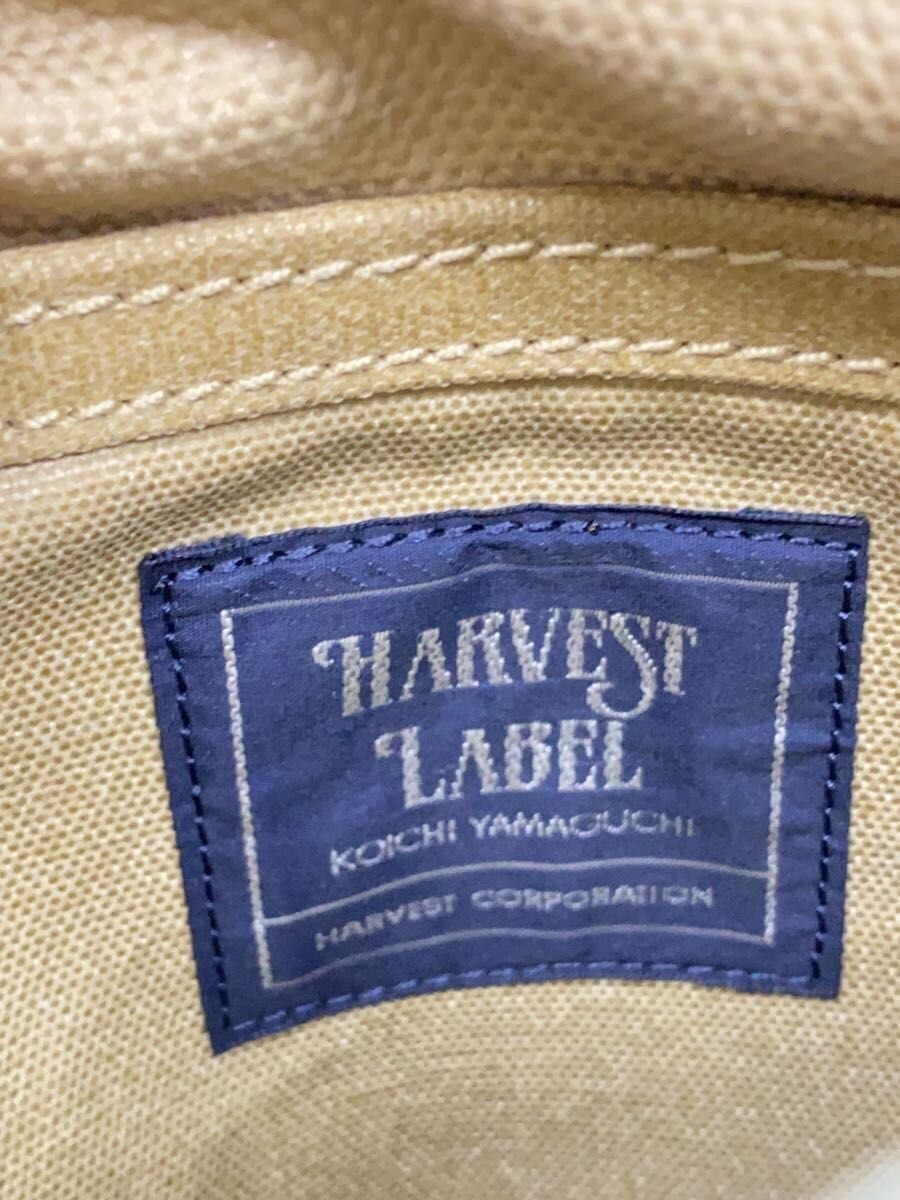 HARVEST
LABEL
KOICHI YAMAGUCHI
HARVEST CORPORATION